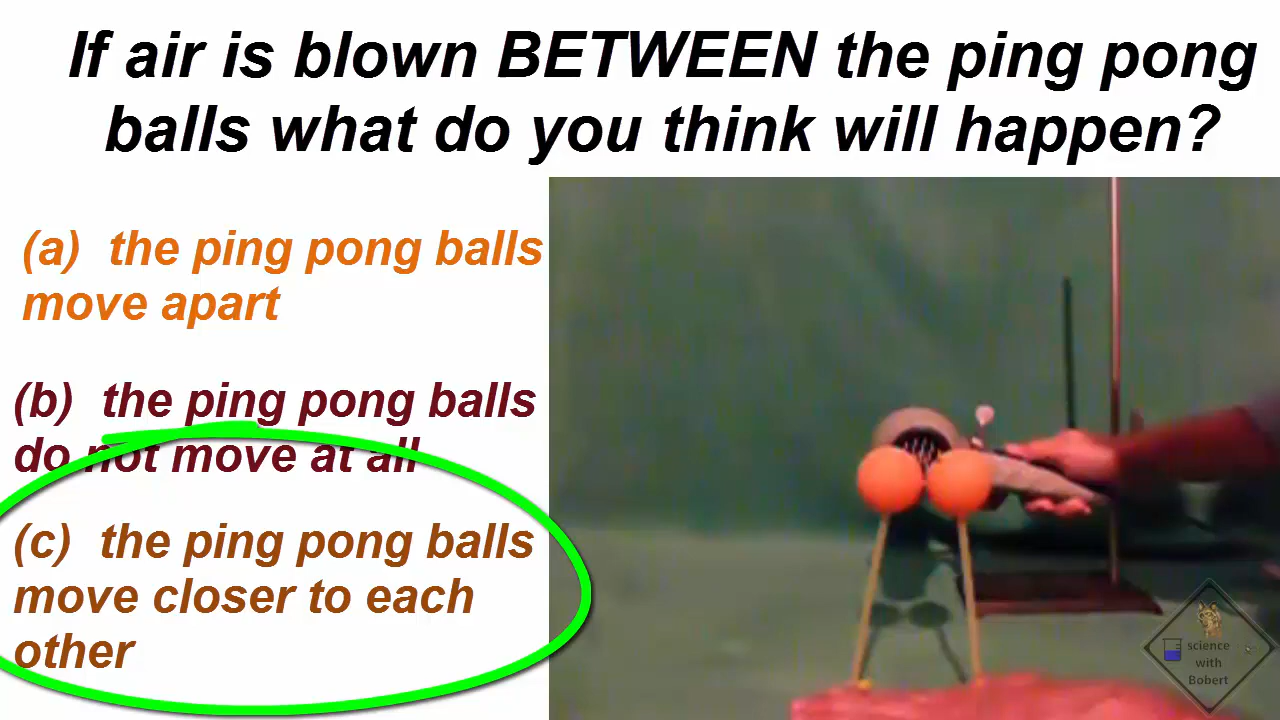 If air is blown BETWEEN the ping pong
balls what do you think will happen?
(a) the ping pong balls
move apart
(b) the ping pong balls
do not move at all
(c) the ping pong balls
move closer to each
other
science
with
Bobert